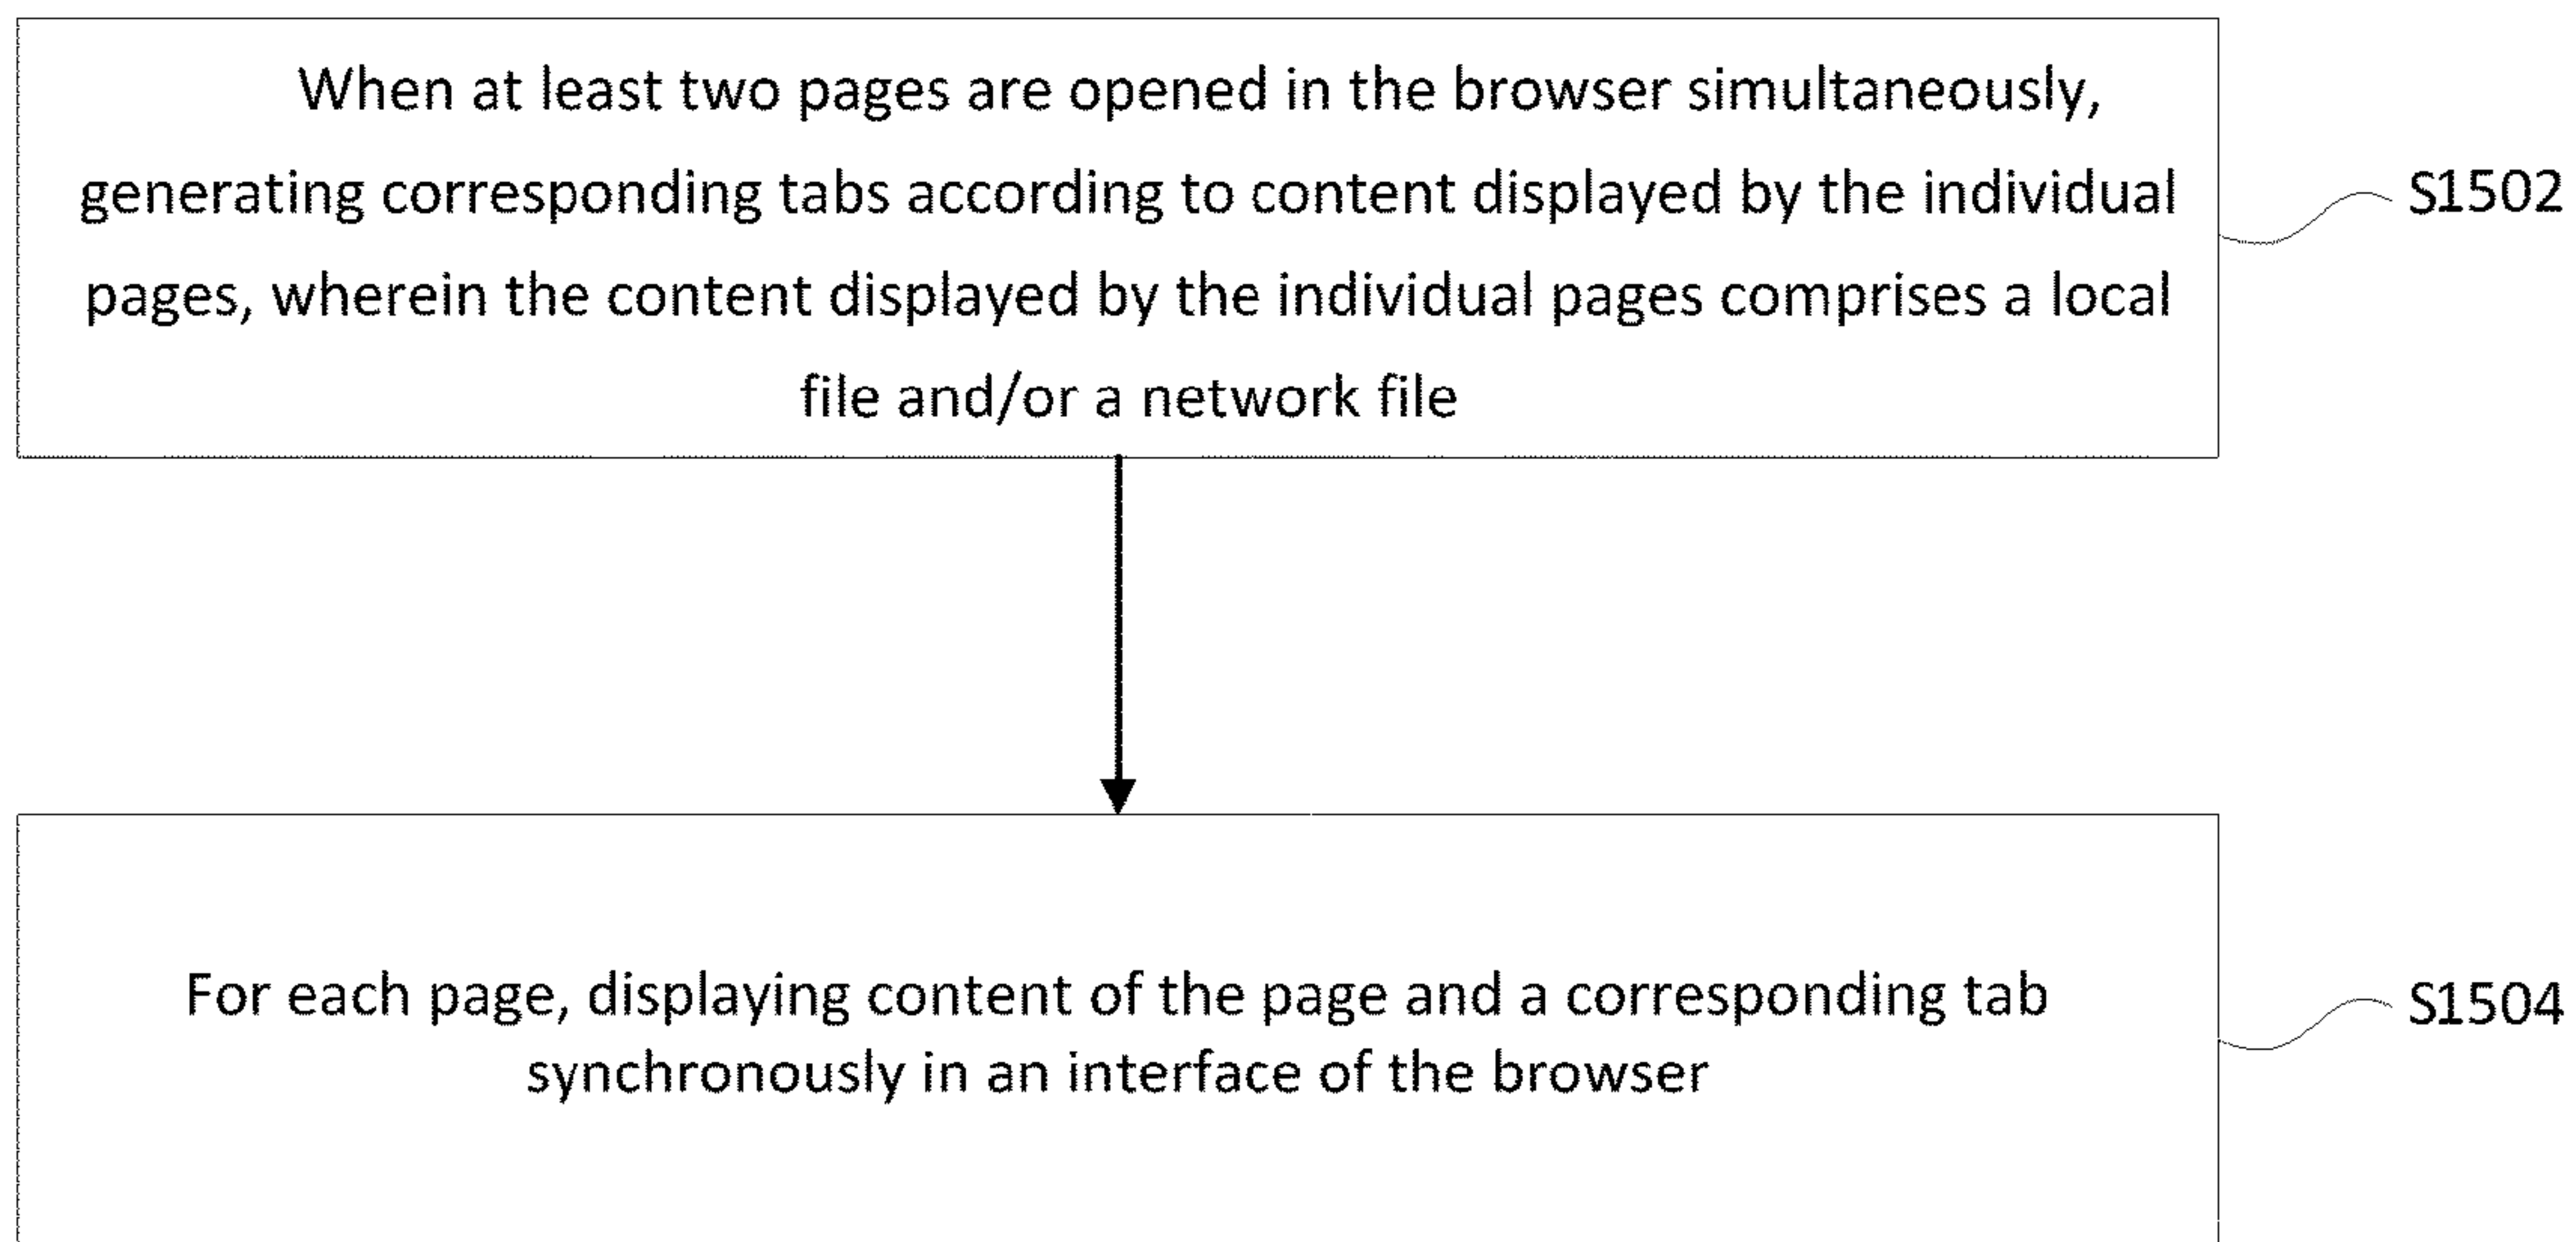 When at least two pages are opened in the browser simultaneously,
generating corresponding tabs according to content displayed by the individual
pages, wherein the content displayed by the individual pages comprises a local
file and/or a network file
S1502
For each page, displaying content of the page and a corresponding tab
synchronously in an interface of the browser
S1504